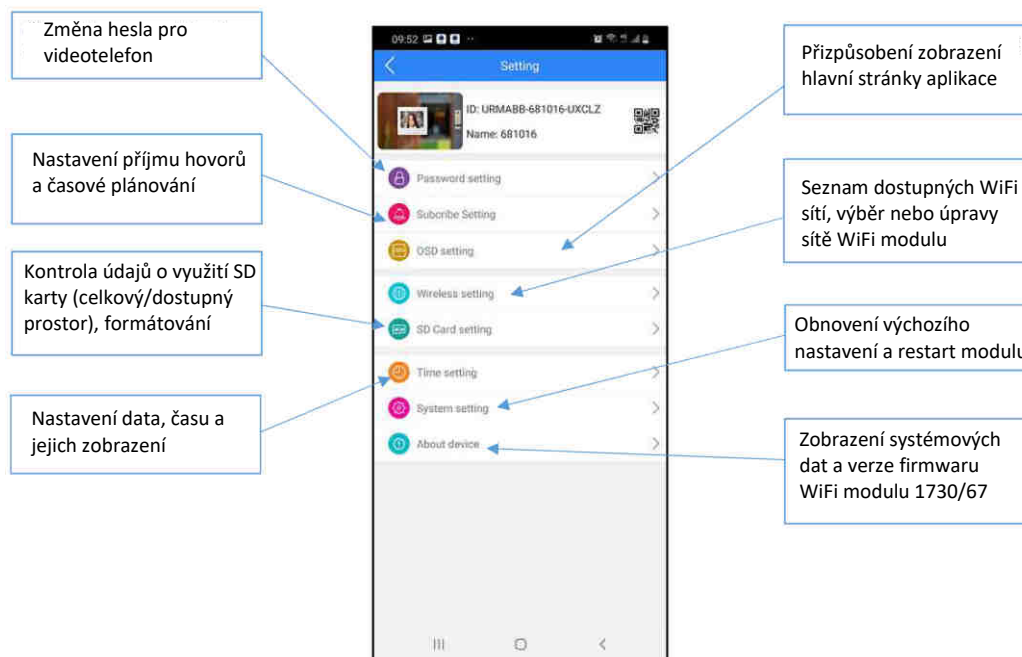 Změna hesla pro
videotelefon
Nastavení příjmu hovorů
a časové plánování
Kontrola údajů o využití SD
karty (celkový/dostupný
prostor), formátování
Nastavení data, času a
jejich zobrazení
09:52
Setting
ID: URMABB-681016-UXCLZ
Name: 681016
Password setting
Subcribe Setting
OSD setting
Wireless setting
SD Card setting
Time setting
System setting
About device
Přizpůsobení zobrazení
hlavní stránky aplikace
Seznam dostupných WiFi
sítí, výběr nebo úpravy
sítě WiFi modulu
Obnovení výchozího
nastavení a restart modulu
Zobrazení systémových
dat a verze firmwaru
WiFi modulu 1730/67